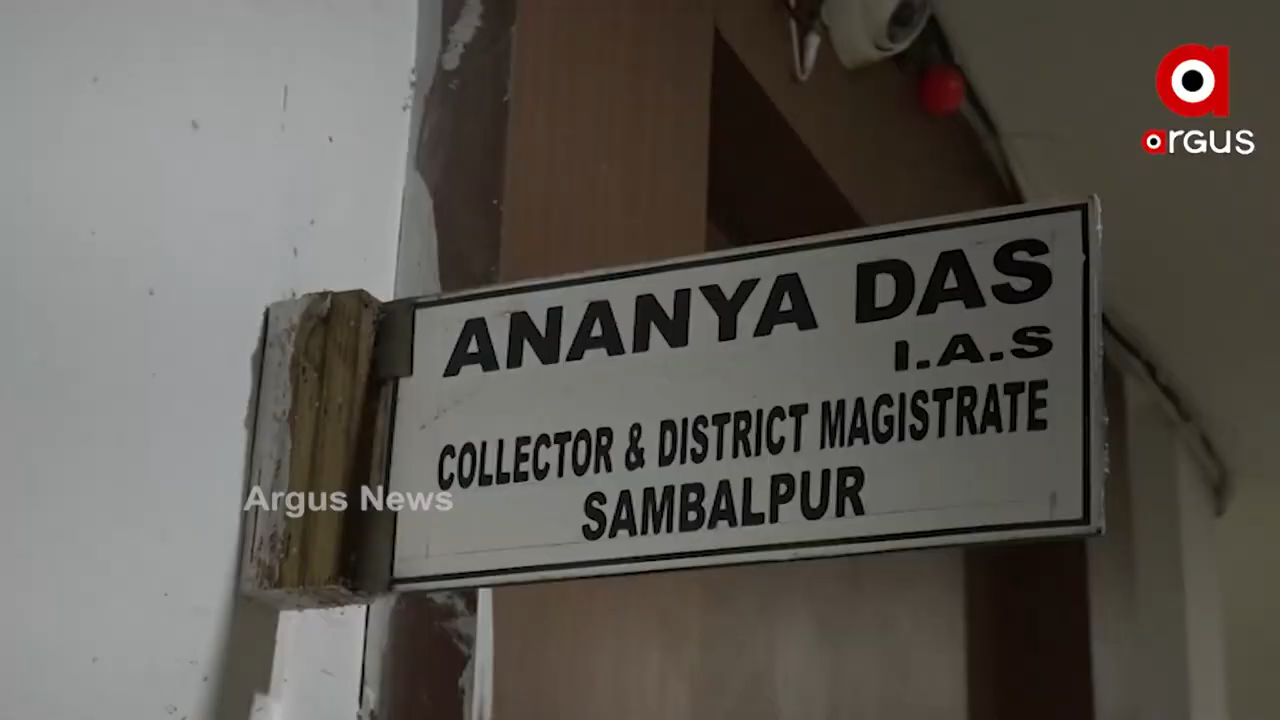 argus
ANANYA DAS
I.A.S
COLLECTOR & DISTRICT MAGISTRATE
SAMBALPUR
Argus News